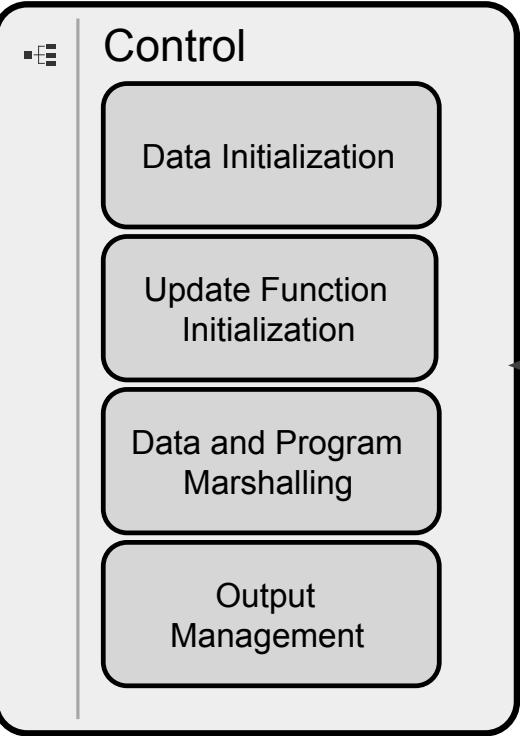 Control
Data Initialization
Update Function
Initialization
Data and Program
Marshalling
Output
Management